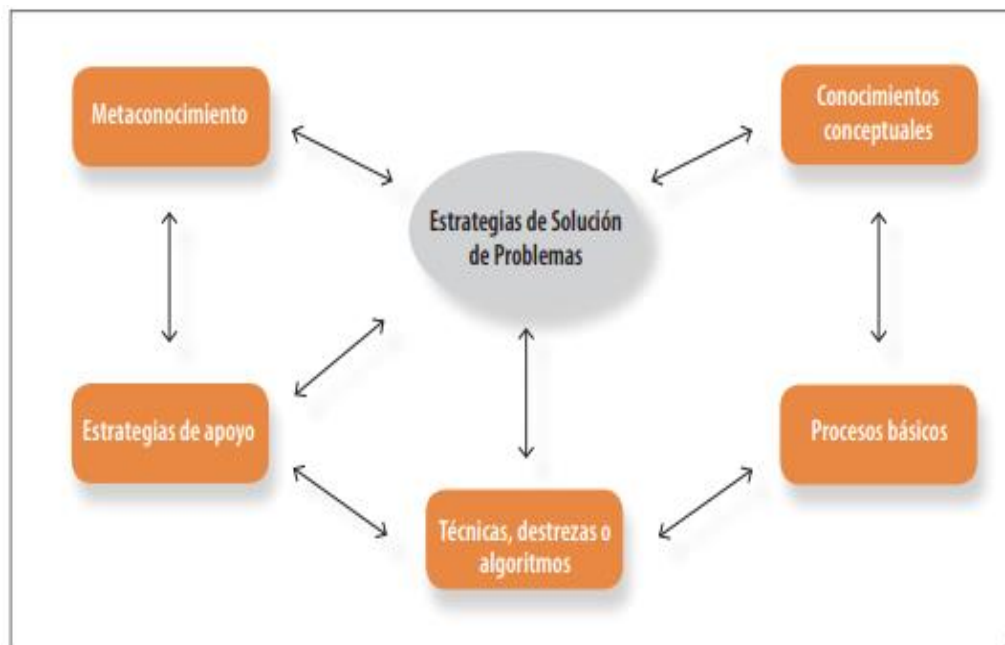 Metaconocimiento
Conocimientos
conceptuales
Estrategias de Solución
de Problemas
Estrategias de apoyo
Procesos básicos
Técnicas, destrezas o
algoritmos